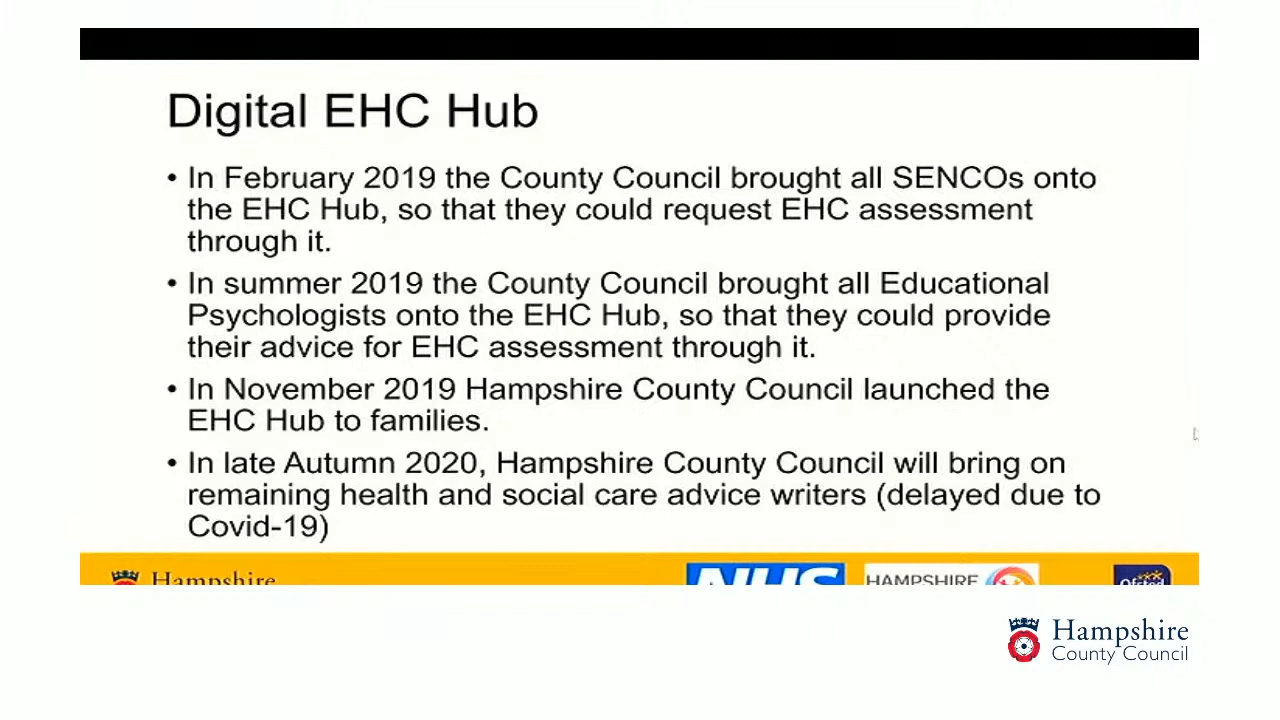 Digital EHC Hub
• In February 2019 the County Council brought all SENCOs onto
the EHC Hub, so that they could request EHC assessment
through it.
• In summer 2019 the County Council brought all Educational
Psychologists onto the EHC Hub, so that they could provide
their advice for EHC assessment through it.
• In November 2019 Hampshire County Council launched the
EHC Hub to families.
• In late Autumn 2020, Hampshire County Council will bring on
remaining health and social care advice writers (delayed due to
Covid-19)
Hampshire
NHS
HAMPSHIRE
Ofsted
Hampshire
County Council